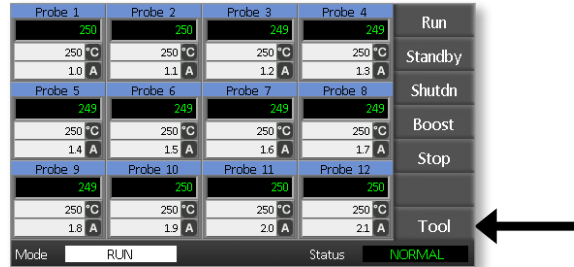 Probe 1 Probe 2 Probe 3 Probe 4 Run
250 250 249 249
250 °C 250 °C 250 °C 250 °C Standby
1.0 A 1.1 A 1.2 A 1.3 A
Probe 5 Probe 6 Probe 7 Probe 8 Shutdn
249 249 249 249
250 °C 250 °C 250 °C 250 °C Boost
1.4 A 1.5 A 1.6 A 1.7 A
Probe 9 Probe 10 Probe 11 Probe 12 Stop
249 250 250 250
250 °C 250 °C 250 °C 250 °C
1.8 A 1.9 A 2.0 A 2.1 A Tool
Mode RUN Status NORMAL